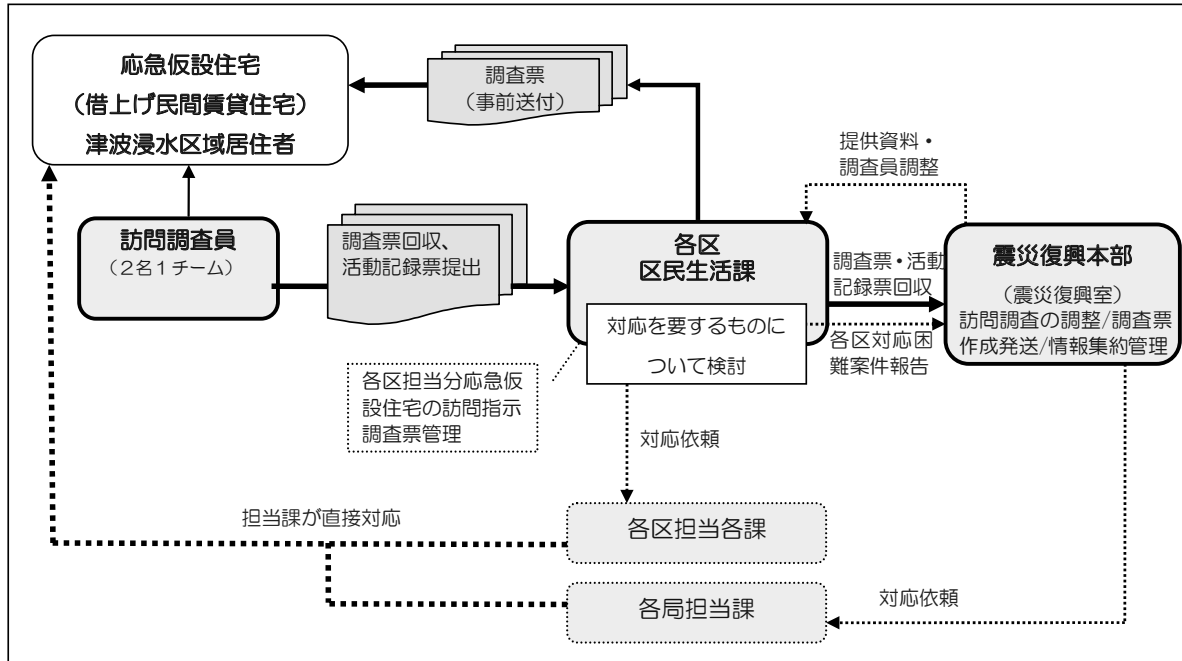 応急仮設住宅
（借上げ民間賃貸住宅）
津波浸水区域居住者
調査票
（事前送付）
提供資料・
調査員調整
訪問調査員
（２名１チーム）
調査票回収、
活動記録票提出
各区
区民生活課
対応を要するものに
ついて検討
調査票・活動
記録票回収
震災復興本部
（震災復興室）
訪問調査の調整/調査票
作成発送/情報集約管理
各区対応困
難案件報告
各区担当分応急仮
設住宅の訪問指示
調査票管理
対応依頼
担当課が直接対応
各区担当各課
各局担当課
対応依頼